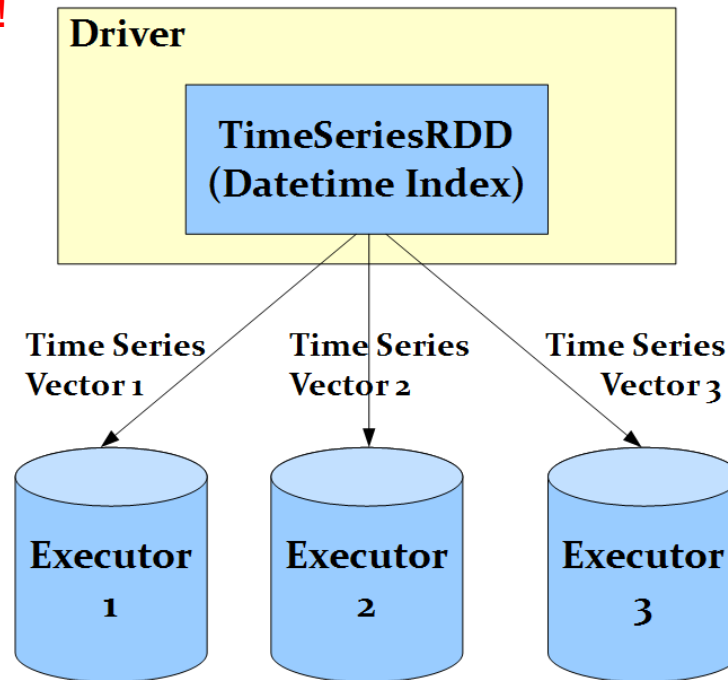 !
Driver
TimeSeriesRDD
(Datetime Index)
Time Series
Vector 1
Time Series
Vector 2
Time Series
Vector 3
Executor
1
Executor
2
Executor
3